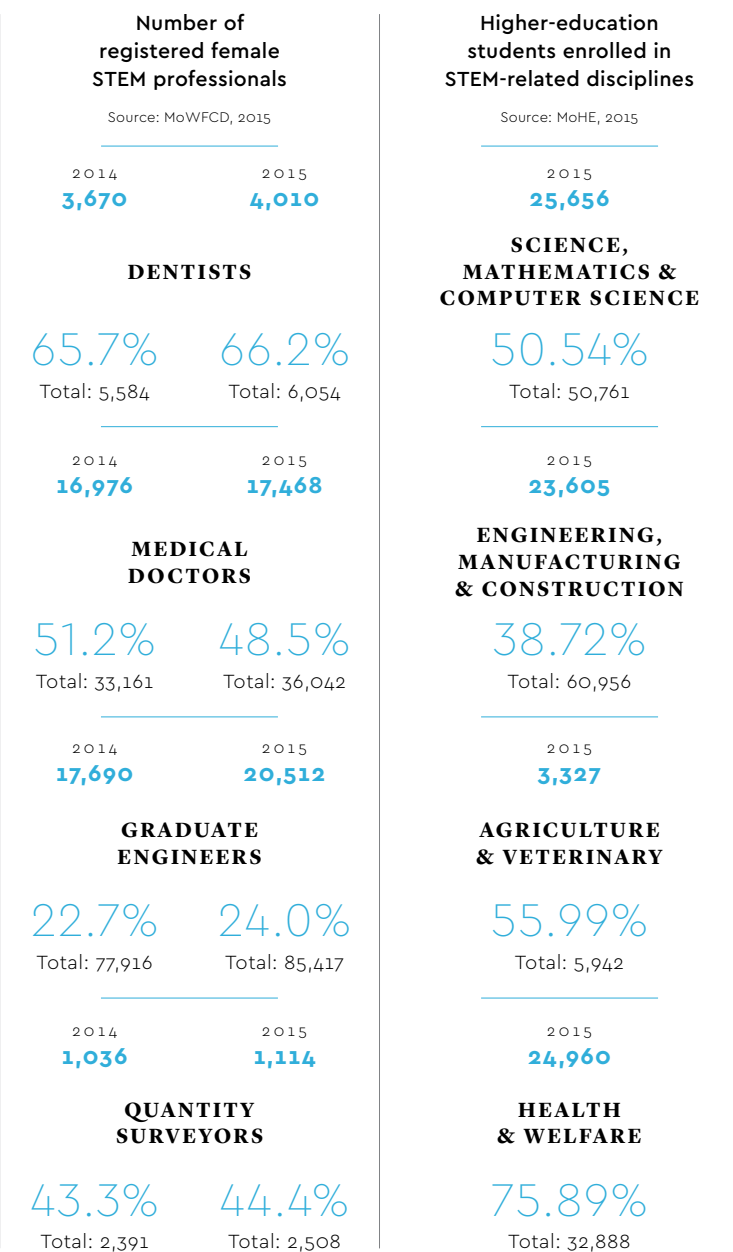 Number of
registered female
STEM professionals
Source: MoWFCD, 2015
2014 2015
3,670 4,010
DENTISTS
65.7% 66.2%
Total: 5,584 Total: 6,054
2014 2015
16,976 17,468
MEDICAL
DOCTORS
51.2% 48.5%
Total: 33,161 Total: 36,042
2014 2015
17,690 20,512
GRADUATE
ENGINEERS
22.7% 24.0%
Total: 77,916 Total: 85,417
2014 2015
1,036 1,114
QUANTITY
SURVEYORS
43.3% 44.4%
Total: 2,391 Total: 2,508
Higher-education
students enrolled in
STEM-related disciplines
Source: MoHE, 2015
2015
25,656
SCIENCE,
MATHEMATICS &
COMPUTER SCIENCE
50.54%
Total: 50,761
2015
23,605
ENGINEERING,
MANUFACTURING
& CONSTRUCTION
38.72%
Total: 60,956
2015
3,327
AGRICULTURE
& VETERINARY
55.99%
Total: 5,942
2015
24,960
HEALTH
& WELFARE
75.89%
Total: 32,888